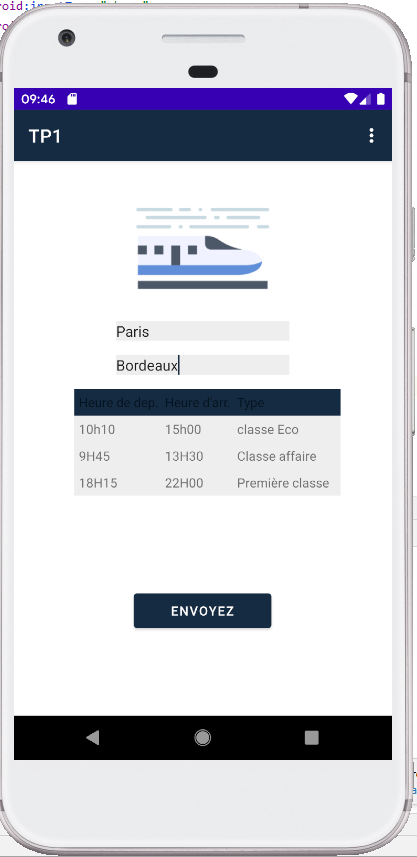 09:46
TP1
Paris
Bordeaux
Heure de dep. Heure d'arr. Type
10h10 15h00 classe Eco
9H45 13H30 Classe affaire
18H15 22H00 Première classe
ENVOYEZ